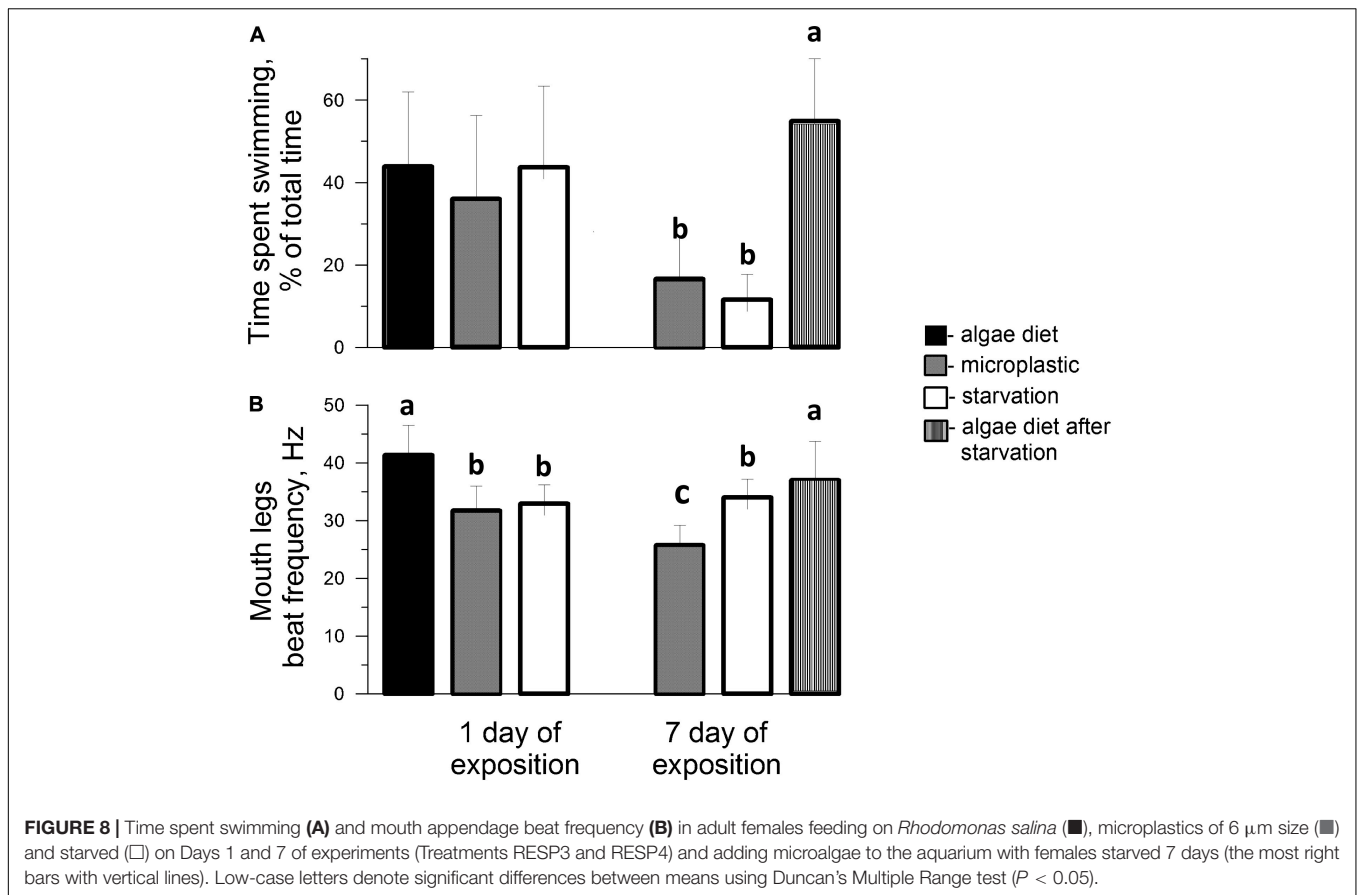 A
a
Time spent swimming,
% of total time
60
40
20
0
b
b
B
Mouth legs
beat frequency, Hz
50
40
30
20
10
0
a
b
b
c
b
a
1 day of
exposition
7 day of
exposition
- algae diet
- microplastic
- starvation
- algae diet after
starvation
FIGURE 8 | Time spent swimming (A) and mouth appendage beat frequency (B) in adult females feeding on Rhodomonas salina (■), microplastics of 6 μm size (■)
and starved (□) on Days 1 and 7 of experiments (Treatments RESP3 and RESP4) and adding microalgae to the aquarium with females starved 7 days (the most right
bars with vertical lines). Low-case letters denote significant differences between means using Duncan's Multiple Range test (P < 0.05).